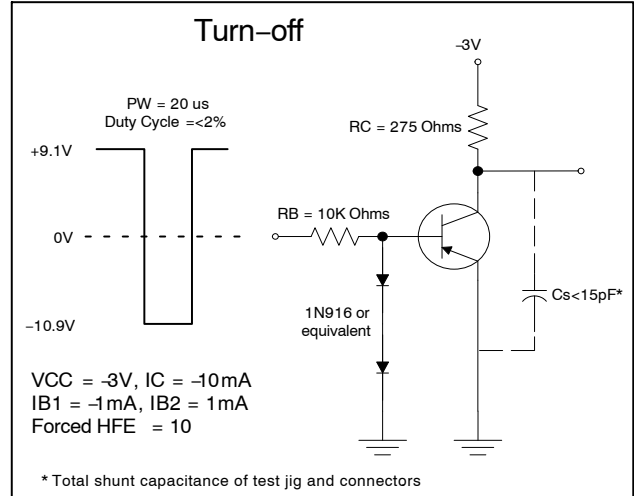 Turn–off
–3V
PW = 20 us
Duty Cycle =<2%
RC = 275 Ohms
+9.1V
RB = 10K Ohms
0V
Cs<15pF*
1N916 or
equivalent
–10.9V
VCC = –3V, IC = –10mA
IB1 = –1mA, IB2 = 1mA
Forced HFE = 10
* Total shunt capacitance of test jig and connectors